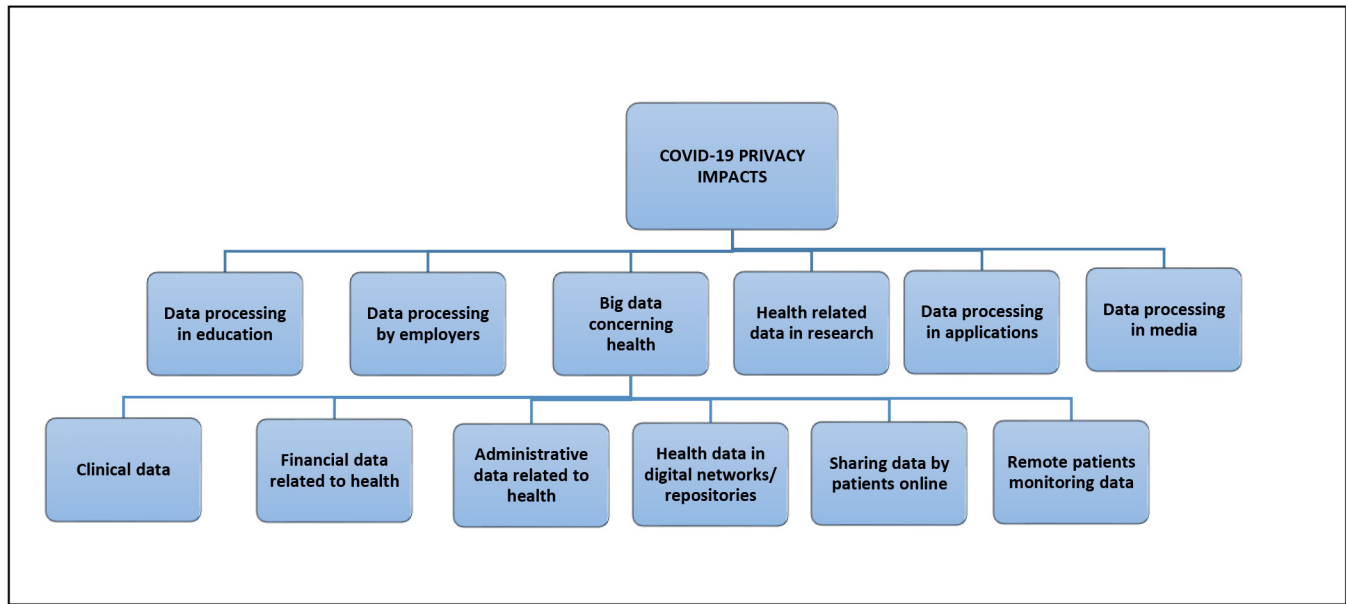 COVID-19 PRIVACY
IMPACTS
Data processing
in education
Data processing
by employers
Big data
concerning
health
Health related
data in research
Data processing
in applications
Data processing
in media
Clinical data
Financial data
related to health
Administrative
data related to
health
Health data in
digital networks/
repositories
Sharing data by
patients online
Remote patients
monitoring data